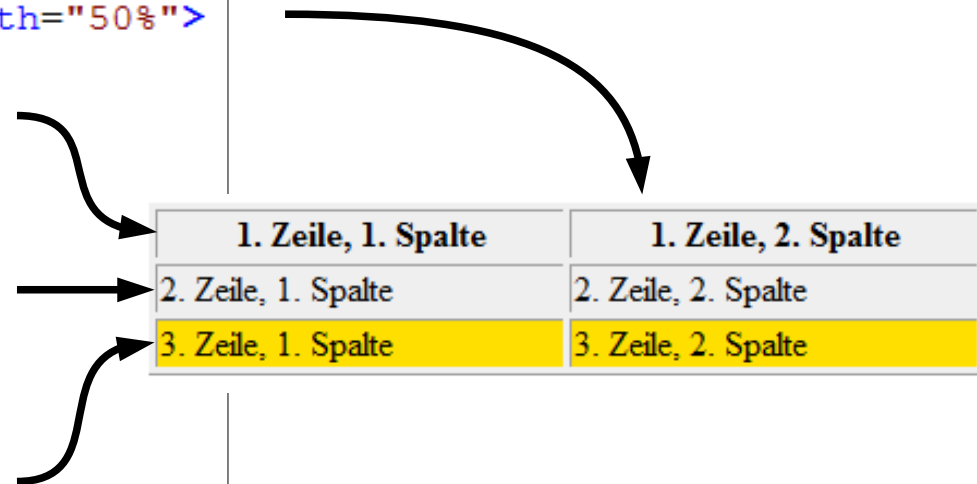 th="50%">
1. Zeile, 1. Spalte 1. Zeile, 2. Spalte
2. Zeile, 1. Spalte 2. Zeile, 2. Spalte
3. Zeile, 1. Spalte 3. Zeile, 2. Spalte